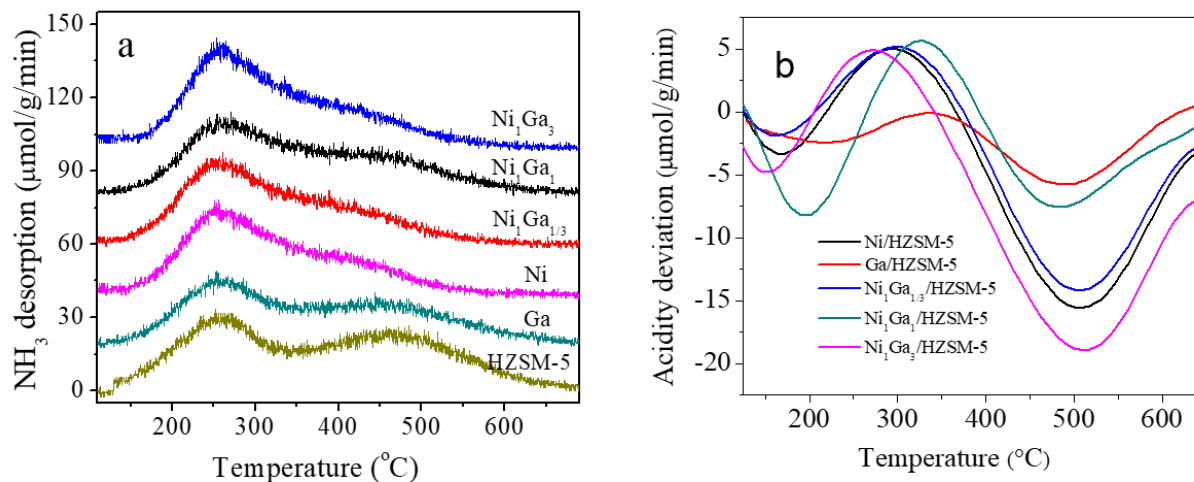 a
NH₃ desorption (μmol/g/min)
150
120
90
60
30
0
Ni₁Ga₃
Ni₁Ga₁
Ni₁Ga₁/₃
Ni
Ga
HZSM-5
200
300
400
500
600
Temperature (°C)
b
Acidity deviation (μmol/g/min)
5
0
-5
-10
-15
-20
Ni/HZSM-5
Ga/HZSM-5
Ni₁Ga₁/₃/HZSM-5
Ni₁Ga₁/HZSM-5
Ni₁Ga₃/HZSM-5
200
300
400
500
600
Temperature (°C)